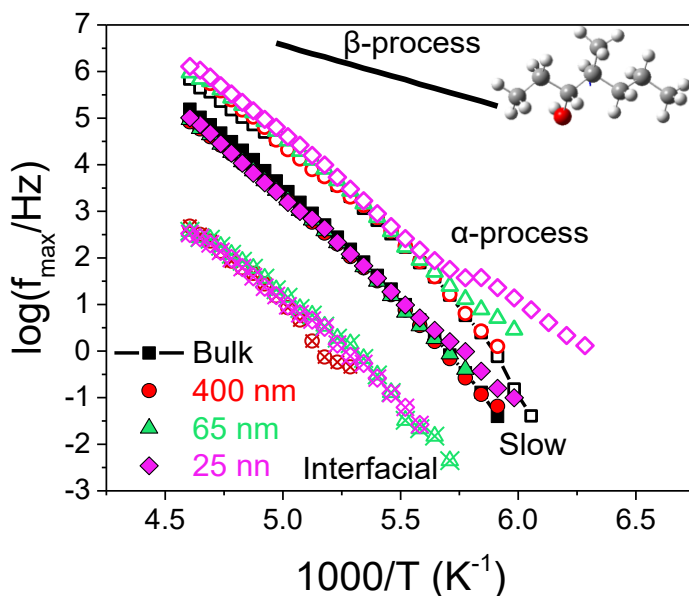 β-process
α-process
Bulk
400 nm
65 nm
25 nn
Interfacial
Slow
log(f_max/Hz)
7
6
5
4
3
2
1
0
-1
-2
-3
4.5 5.0 5.5 6.0 6.5
1000/T (K⁻¹)